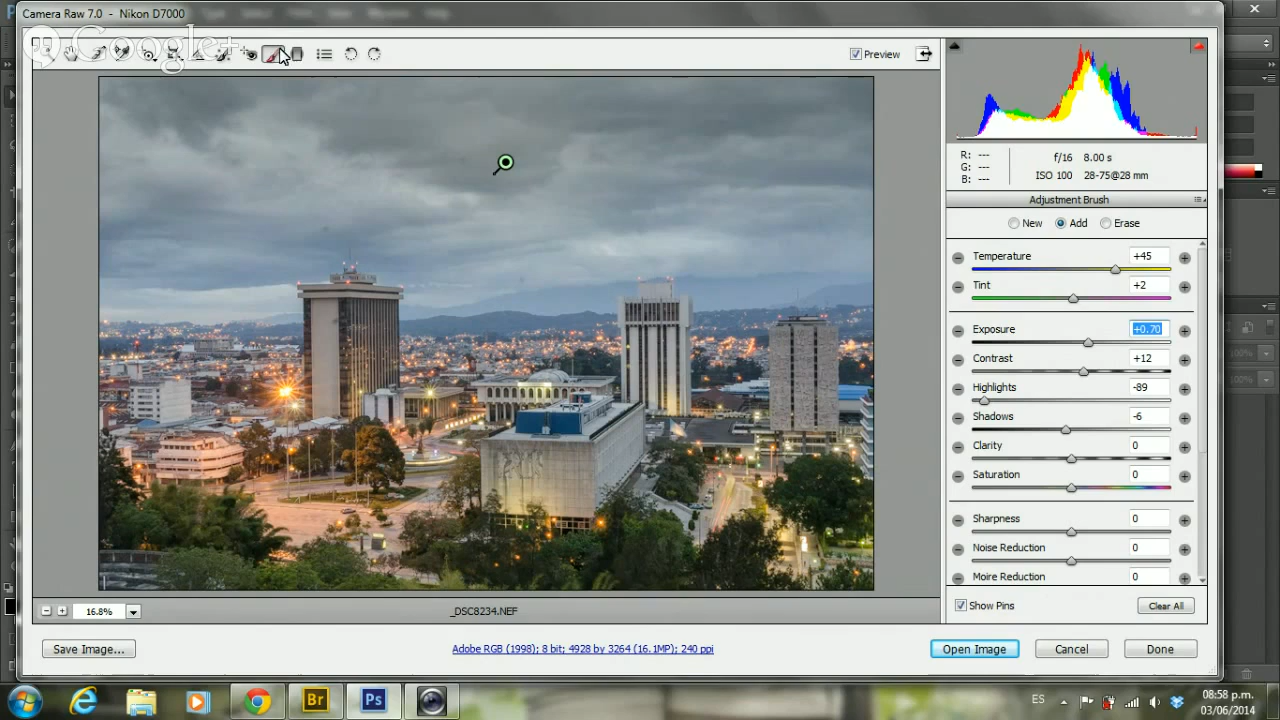 Camera Raw 7.0 - Nikon D7000
Google+
Preview
R: ---
G: ---
B: ---
f/16 8.00 s
ISO 100 28-75@28 mm
Adjustment Brush
New Add Erase
Temperature +45
Tint +2
Exposure +0.70
Contrast +12
Highlights -89
Shadows -6
Clarity 0
Saturation 0
Sharpness 0
Noise Reduction 0
Moire Reduction 0
Show Pins Clear All
16.8% _DSC8234.NEF
Save Image... Adobe RGB (1998); 8 bit; 4928 by 3264 (16.1MP); 240 ppi Open Image Cancel Done
Br Ps ES 08:58 p.m.
03/06/2014